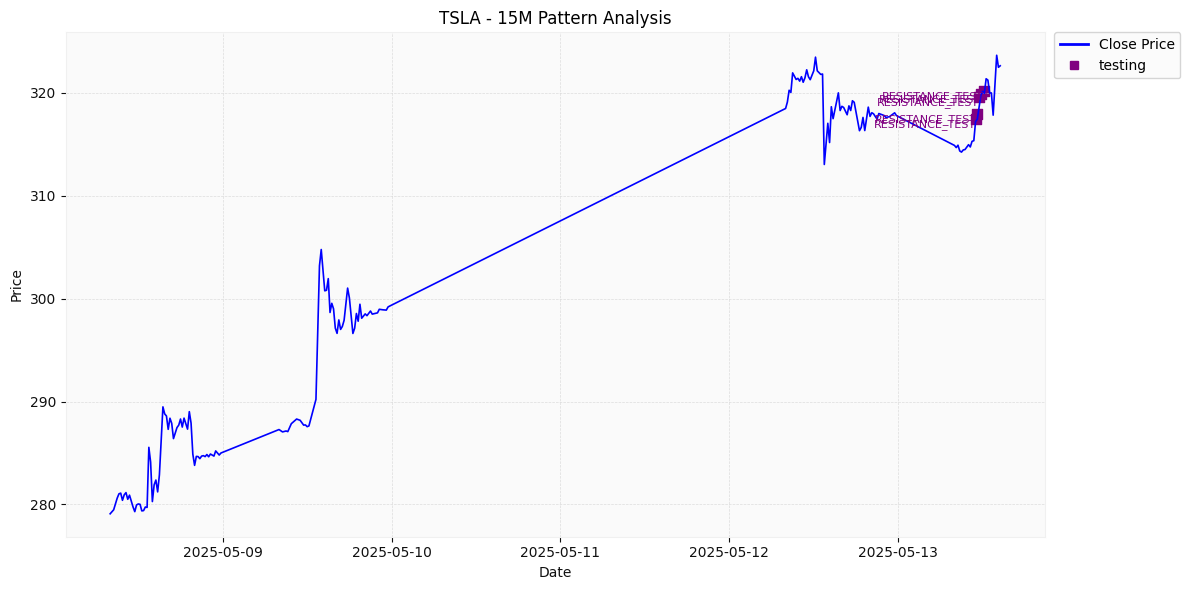 TSLA - 15M Pattern Analysis
Close Price
testing
Price
320
310
300
290
280
RESISTANCE_TEST
RESISTANCE_TEST
RESISTANCE_TEST
RESISTANCE_TEST
RESISTANCE_TEST
2025-05-09
2025-05-10
2025-05-11
2025-05-12
2025-05-13
Date